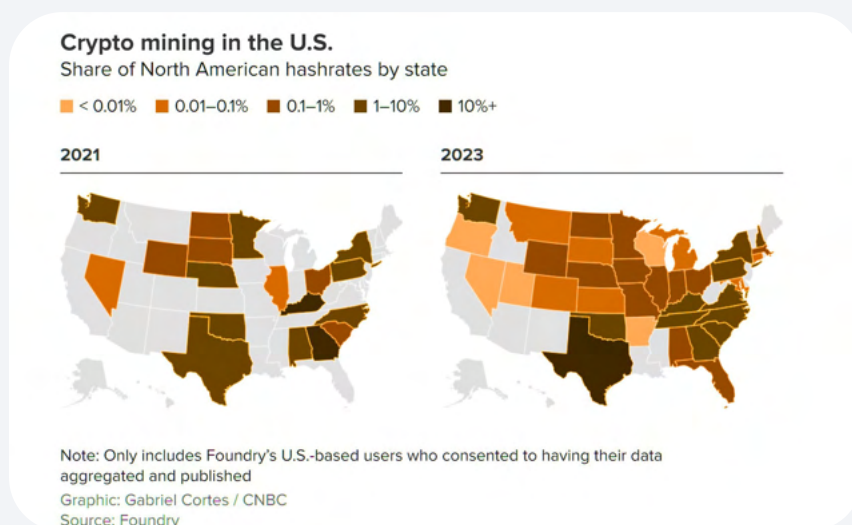 Crypto mining in the U.S.
Share of North American hashrates by state
< 0.01% 0.01–0.1% 0.1–1% 1–10% 10%+
2021 2023
Note: Only includes Foundry's U.S.-based users who consented to having their data
aggregated and published
Graphic: Gabriel Cortes / CNBC
Source: Foundry